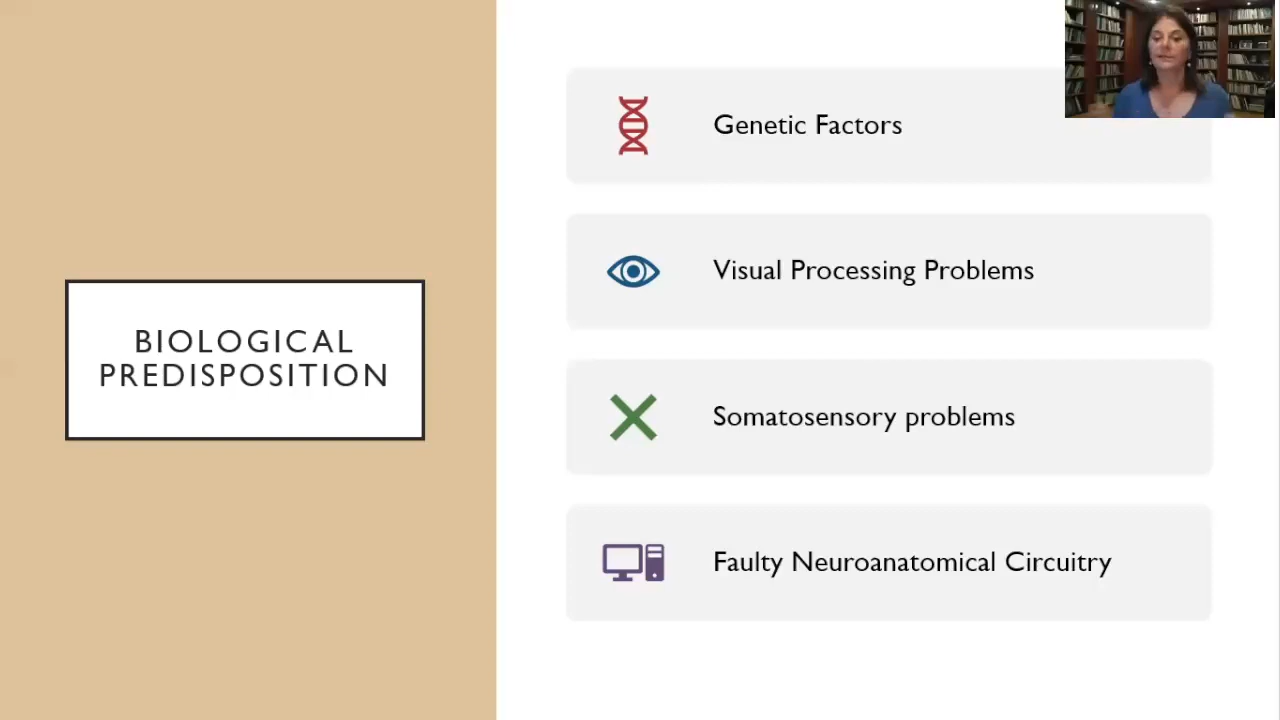 BIOLOGICAL
PREDISPOSITION
Genetic Factors
Visual Processing Problems
Somatosensory problems
Faulty Neuroanatomical Circuitry